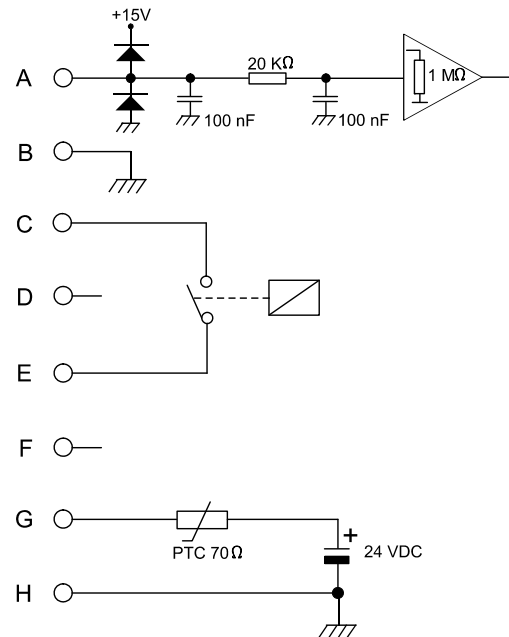 +15V
A
20 KΩ
1 MΩ
100 nF
100 nF
B
C
D
E
F
G
PTC 70Ω
+
24 VDC
H